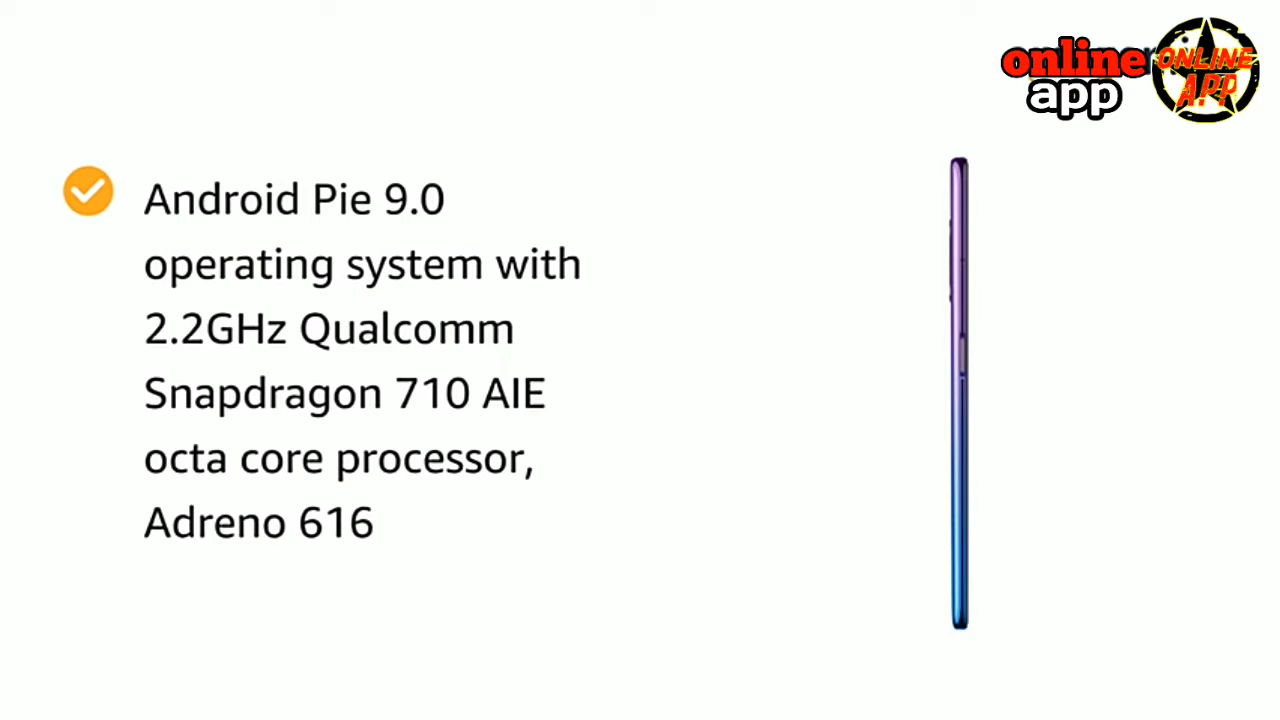 online
app
ONLINE
APP
Android Pie 9.0
operating system with
2.2GHz Qualcomm
Snapdragon 710 AIE
octa core processor,
Adreno 616